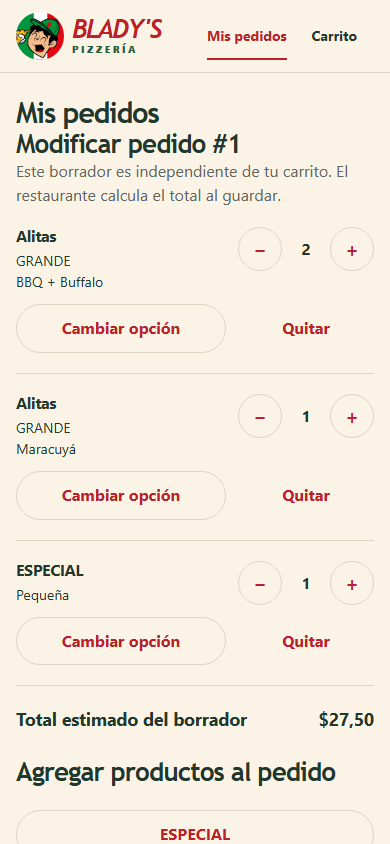 BLADY'S
PIZZERÍA
Mis pedidos
Carrito
Mis pedidos
Modificar pedido #1
Este borrador es independiente de tu carrito. El
restaurante calcula el total al guardar.
Alitas
GRANDE
BBQ + Buffalo
− 2 +
Cambiar opción
Quitar
Alitas
GRANDE
Maracuyá
− 1 +
Cambiar opción
Quitar
ESPECIAL
Pequeña
− 1 +
Cambiar opción
Quitar
Total estimado del borrador
$27,50
Agregar productos al pedido
ESPECIAL